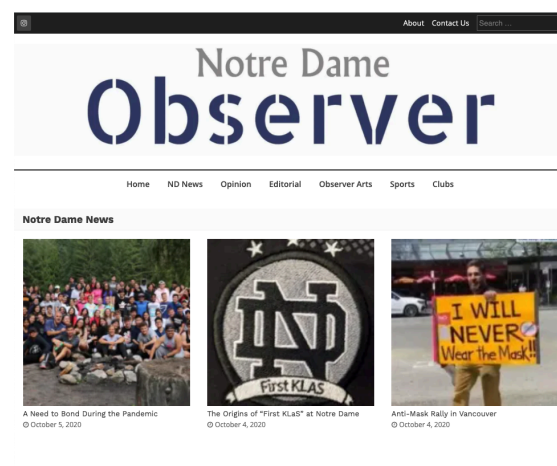 About Contact Us Search ...
Notre Dame
Observer
Home ND News Opinion Editorial Observer Arts Sports Clubs
Notre Dame News
ND
First KLAS
I WILL
NEVER
Wear the Mask!!
A Need to Bond During the Pandemic
The Origins of "First KLaS" at Notre Dame
Anti-Mask Rally in Vancouver
October 5, 2020
October 4, 2020
October 4, 2020